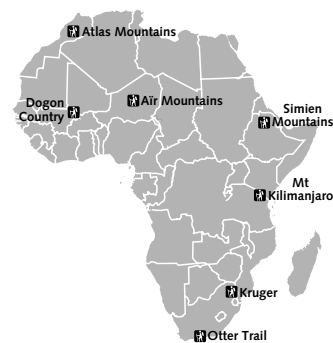 Atlas Mountains
Dogon
Country
Aïr Mountains
Simien
Mountains
Mt
Kilimanjaro
Kruger
Otter Trail